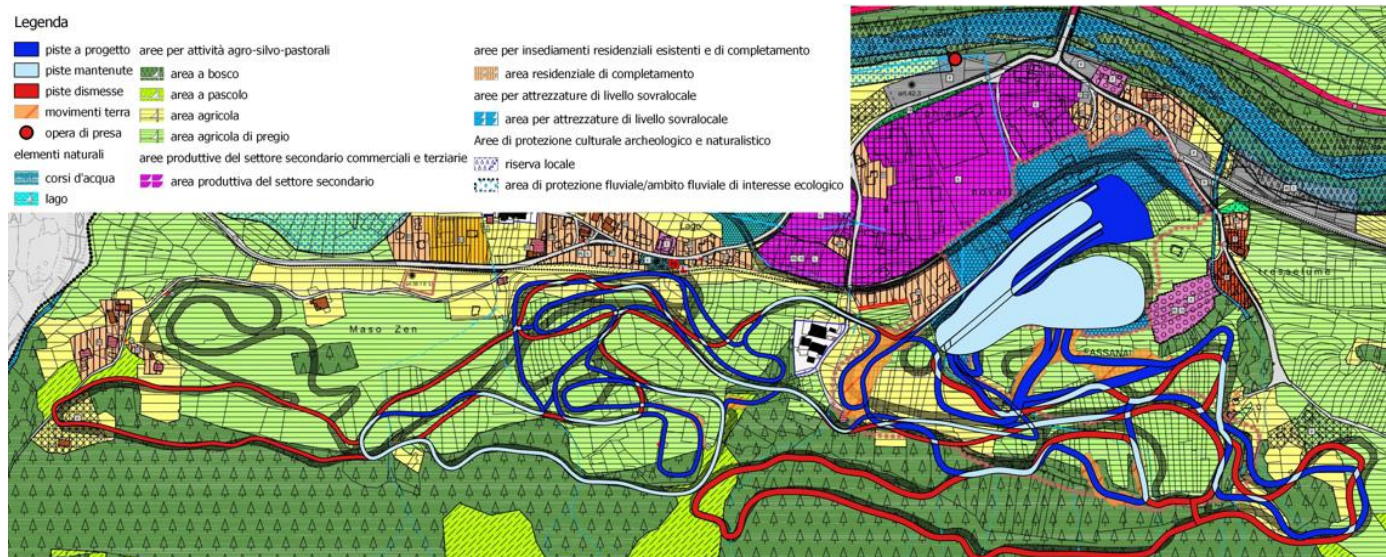 Legenda
piste a progetto
piste mantenute
piste dismesse
movimenti terra
opera di presa
elementi naturali
corsi d'acqua
lago
aree per attività agro-silvo-pastorali
area a bosco
area a pascolo
area agricola
area agricola di pregio
aree produttive del settore secondario commerciali e terziarie
area produttiva del settore secondario
aree per insediamenti residenziali esistenti e di completamento
area residenziale di completamento
aree per attrezzature di livello sovralocale
area per attrezzature di livello sovralocale
Aree di protezione culturale archeologico e naturalistico
riserva locale
area di protezione fluviale/ambito fluviale di interesse ecologico
art.42.3
Lago
Maso Zen